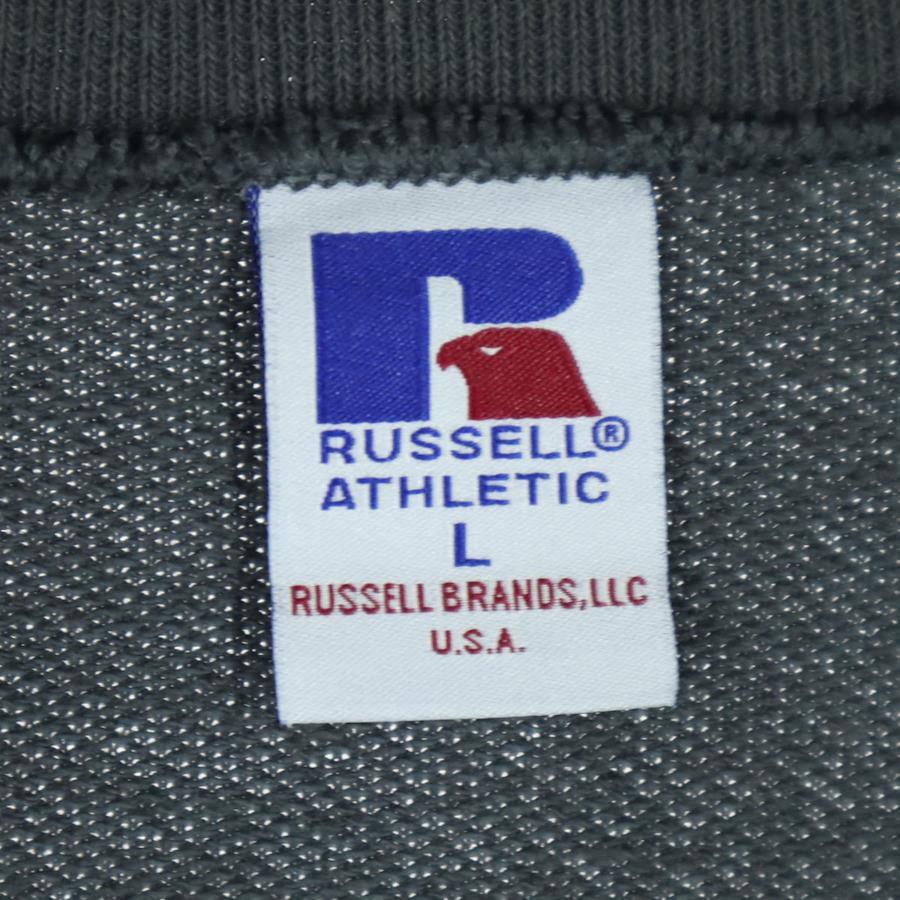 R
RUSSELL®
ATHLETIC
L
RUSSELL BRANDS,LLC
U.S.A.